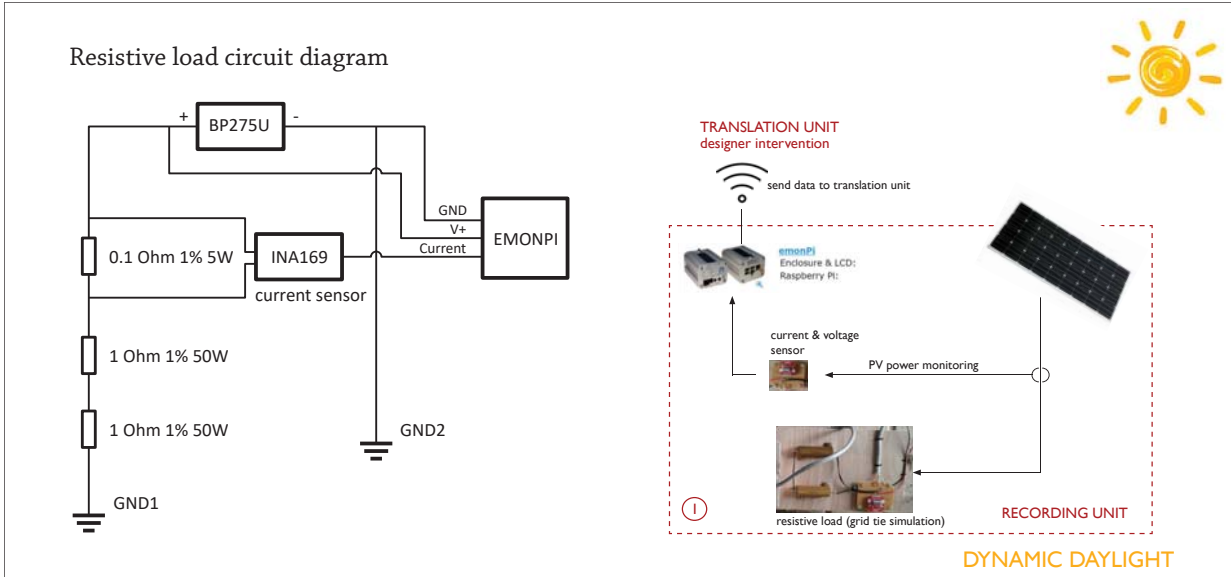 Resistive load circuit diagram
+
BP275U
-
GND
V+
Current
EMONPI
0.1 Ohm 1% 5W
INA169
current sensor
1 Ohm 1% 50W
1 Ohm 1% 50W
GND2
GND1
TRANSLATION UNIT
designer intervention
send data to translation unit
emonPi
Enclosure & LCD:
Raspberry Pi:
current & voltage
sensor
PV power monitoring
resistive load (grid tie simulation)
1
RECORDING UNIT
DYNAMIC DAYLIGHT